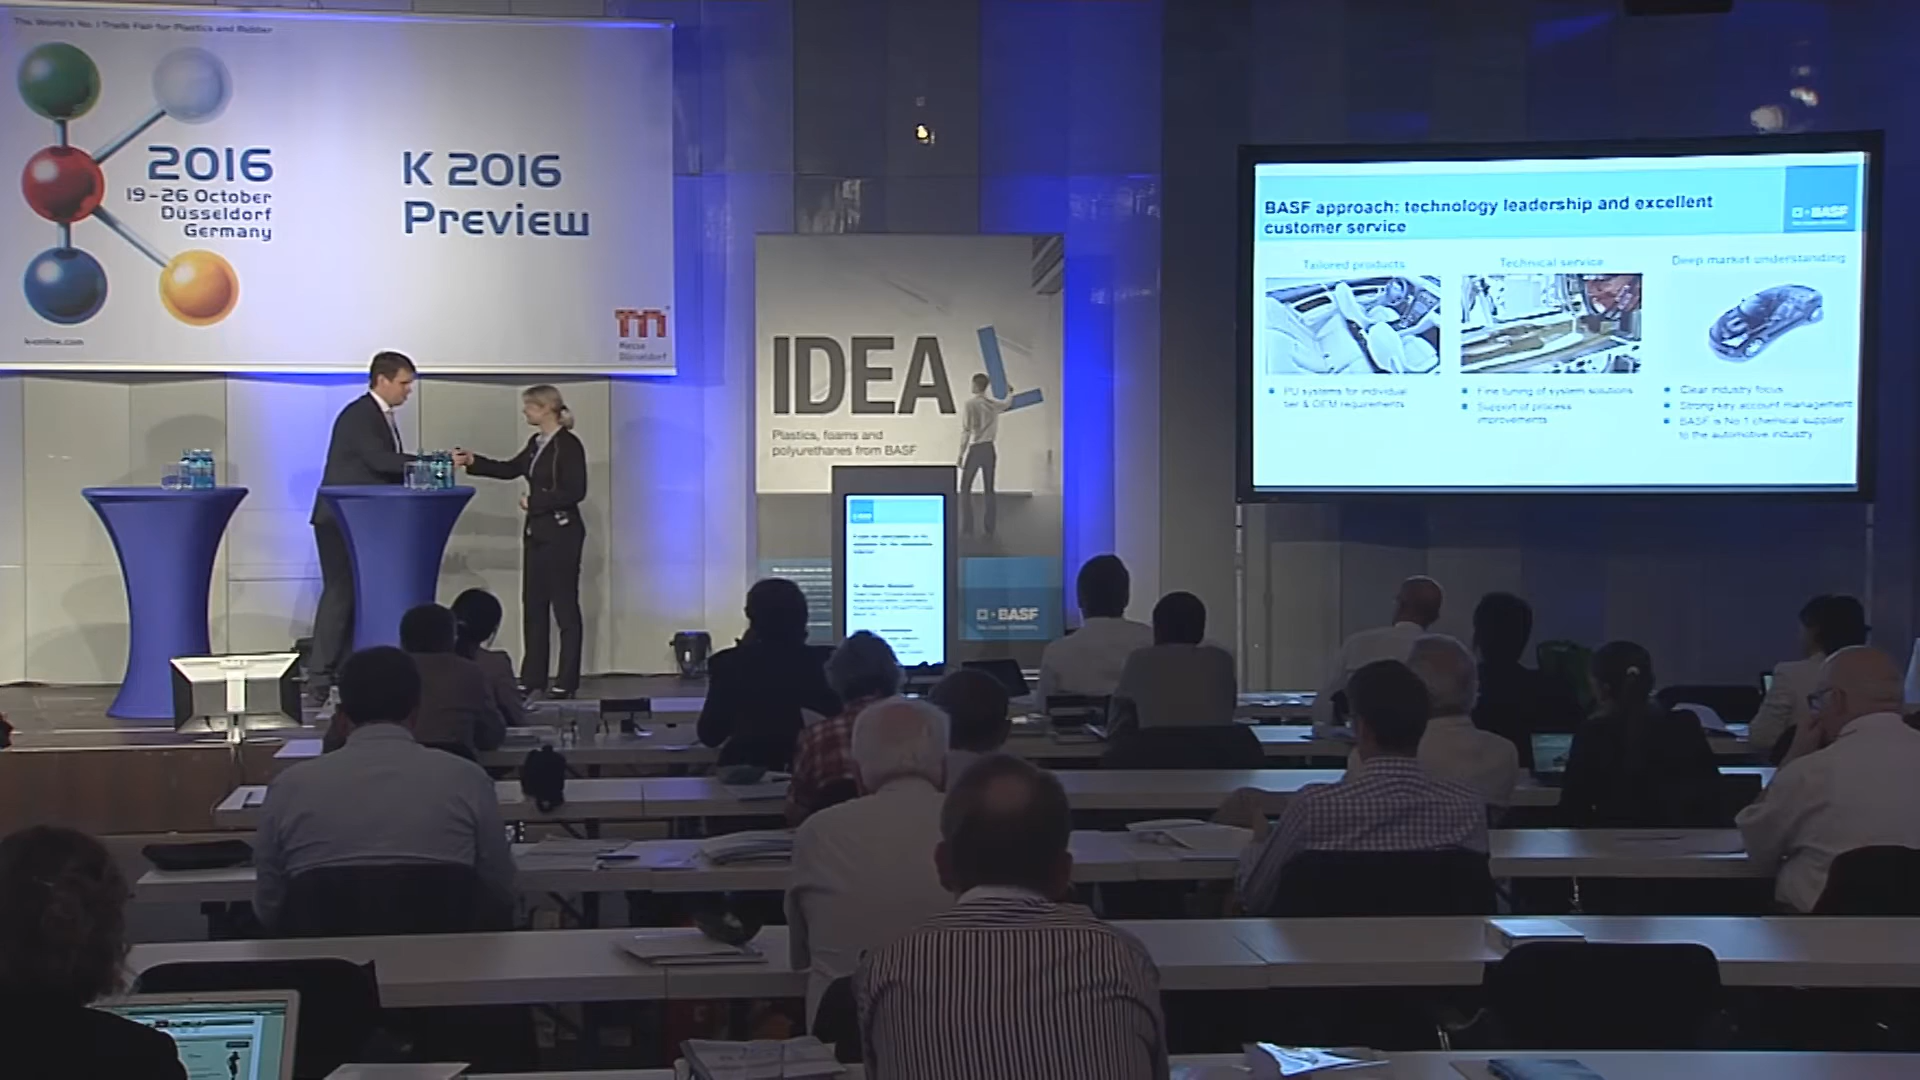 The World's No. 1 Trade Fair for Plastics and Rubber
2016
19-26 October
Düsseldorf
Germany
k-online.com
K 2016
Preview
Messe
Düsseldorf
IDEAL
Plastics, foams and
polyurethanes from BASF
BASF
BASF approach: technology leadership and excellent
customer service
BASF
Tailored products
PU systems for individual
tier & OEM requirements
Technical service
Fine tuning of system solutions
Support of process
improvements
Deep market understanding
Clear industry focus
Strong key account management
BASF is No 1 chemical supplier
to the automotive industry